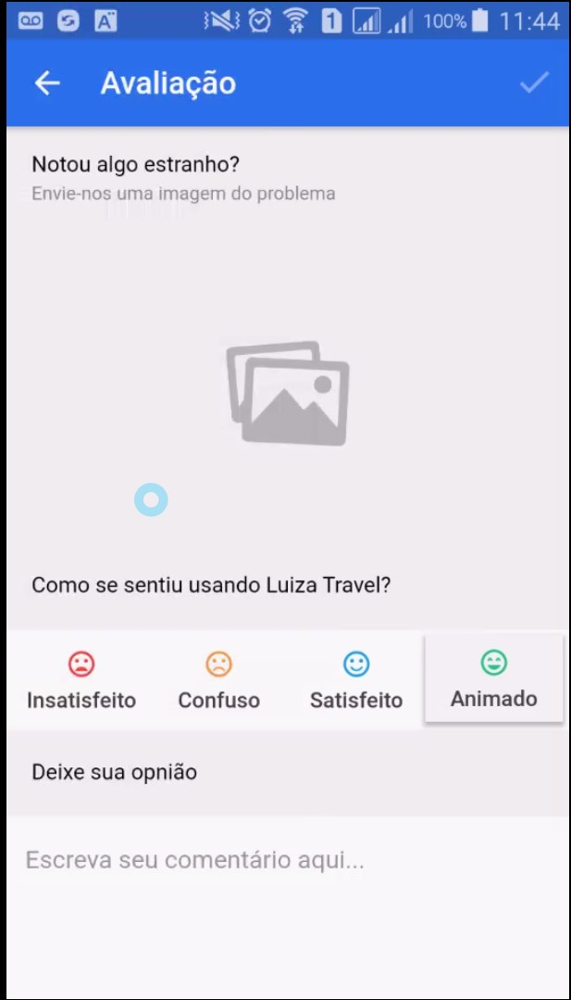 1 100% 11:44
Avaliação
Notou algo estranho?
Envie-nos uma imagem do problema
Como se sentiu usando Luiza Travel?
Insatisfeito Confuso Satisfeito Animado
Deixe sua opnião
Escreva seu comentário aqui...